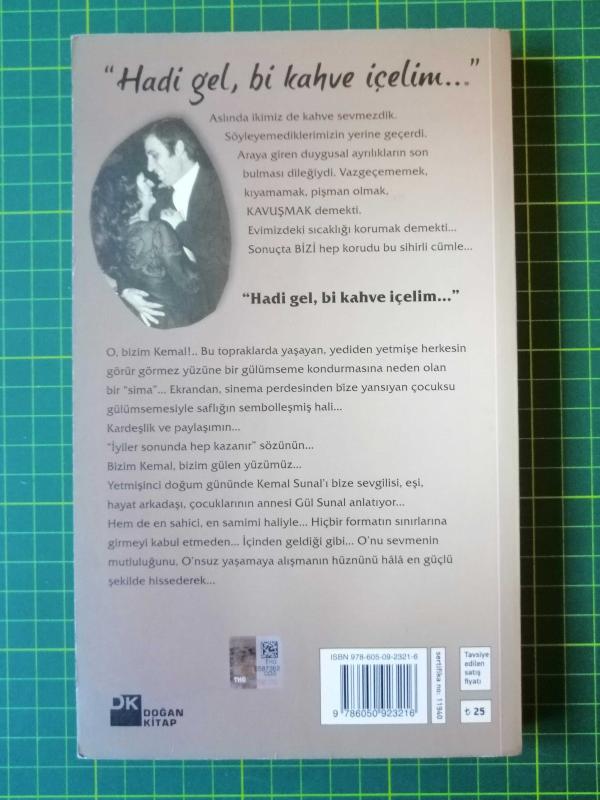 “Hadi gel, bi kahve içelim...”
Aslında ikimiz de kahve sevmezdik.
Söyleyemediklerimizin yerine geçerdi.
Araya giren duygusal ayrılıkların son
bulması dileğiydi. Vazgeçememek,
kıyamamak, pişman olmak,
KAVUŞMAK demekti.
Evimizdeki sıcaklığı korumak demekti...
Sonuçta BİZİ hep korudu bu sihirli cümle...
“Hadi gel, bi kahve içelim...”
O, bizim Kemal!.. Bu topraklarda yaşayan, yediden yetmişe herkesin
görür görmez yüzüne bir gülümseme kondurmasına neden olan
bir “sima”... Ekrandan, sinema perdesinden bize yansıyan çocuksu
gülümsemesiyle saflığın sembolleşmiş hali...
Kardeşlik ve paylaşımın...
“İyiler sonunda hep kazanır” sözünün...
Bizim Kemal, bizim gülen yüzümüz...
Yetmişinci doğum gününde Kemal Sunal’ı bize sevgilisi, eşi,
hayat arkadaşı, çocuklarının annesi Gül Sunal anlatıyor...
Hem de en sahici, en samimi haliyle... Hiçbir formatın sınırlarına
girmeyi kabul etmeden... İçinden geldiği gibi... O’nu sevmenin
mutluluğunu, O’nsuz yaşamaya alışmanın hüznünü hâlâ en güçlü
şekilde hissederek...
DK
DOĞAN
KİTAP
ISBN 978-605-09-2321-6
9 786050 923216
sertifika no: 11940
Tavsiye
edilen
satış
fiyatı
₺ 25